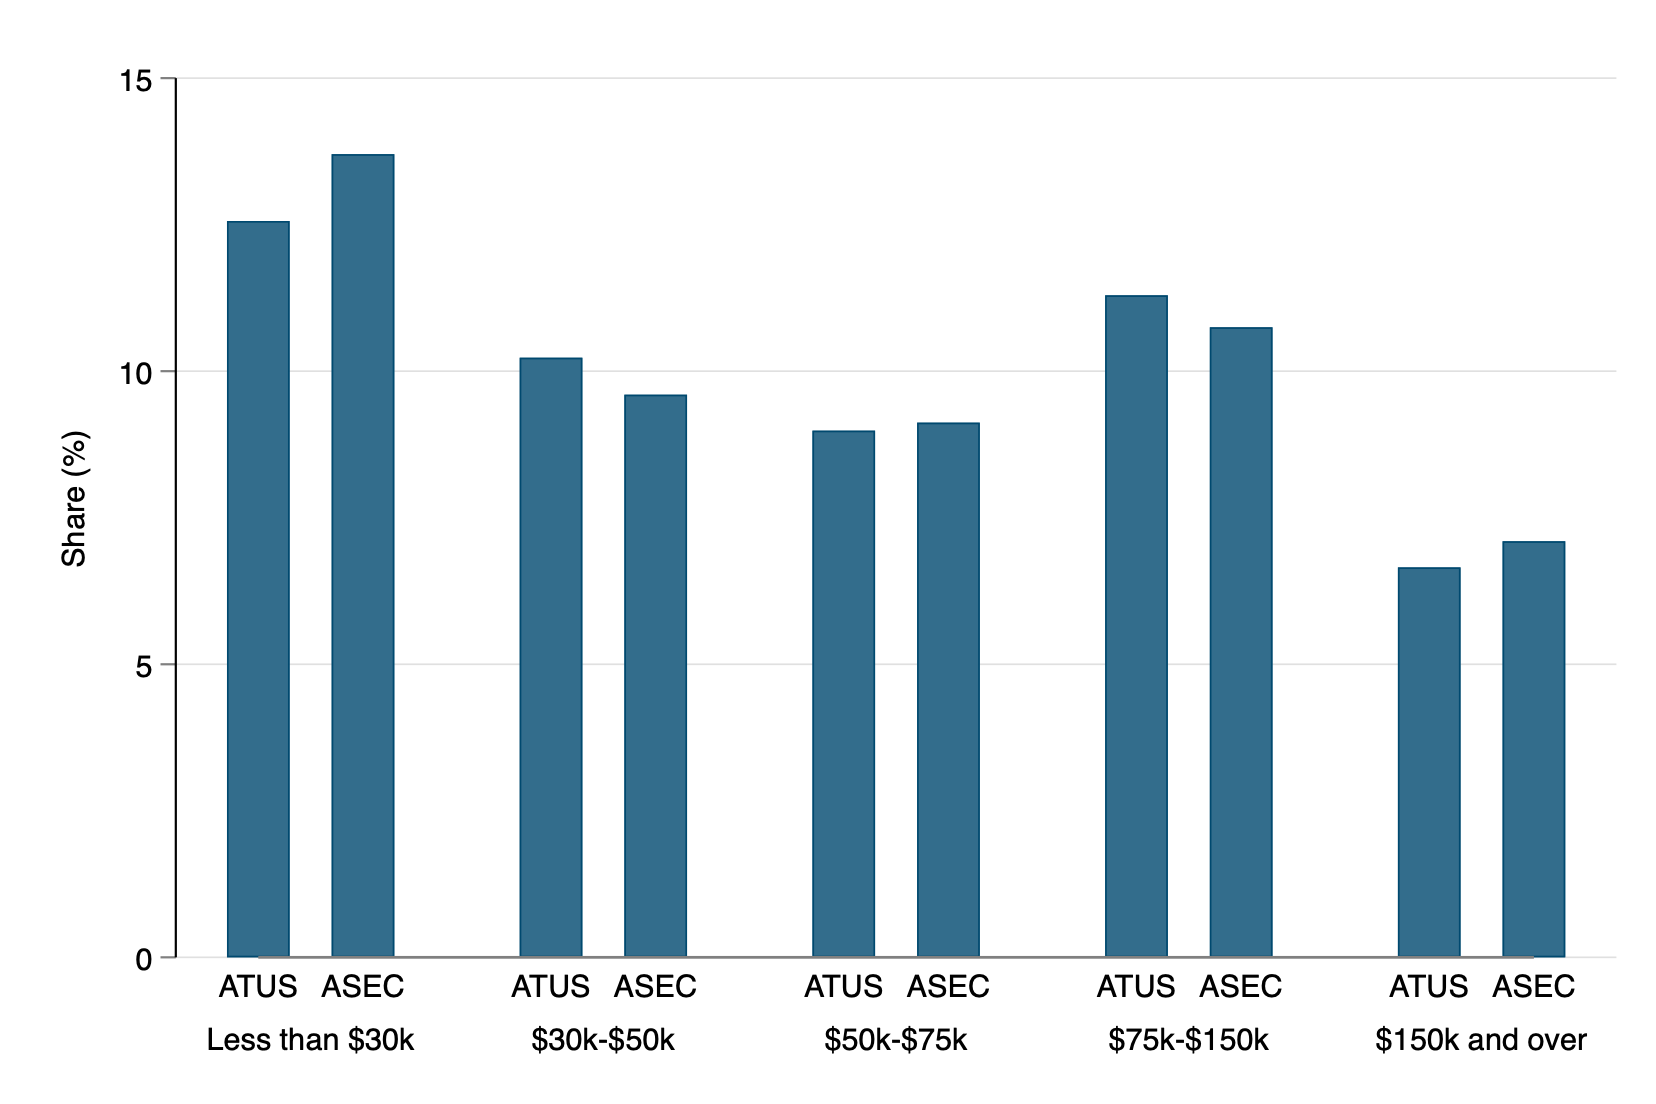 15
10
5
0
Share (%)
ATUS ASEC ATUS ASEC ATUS ASEC ATUS ASEC ATUS ASEC
Less than $30k $30k-$50k $50k-$75k $75k-$150k $150k and over